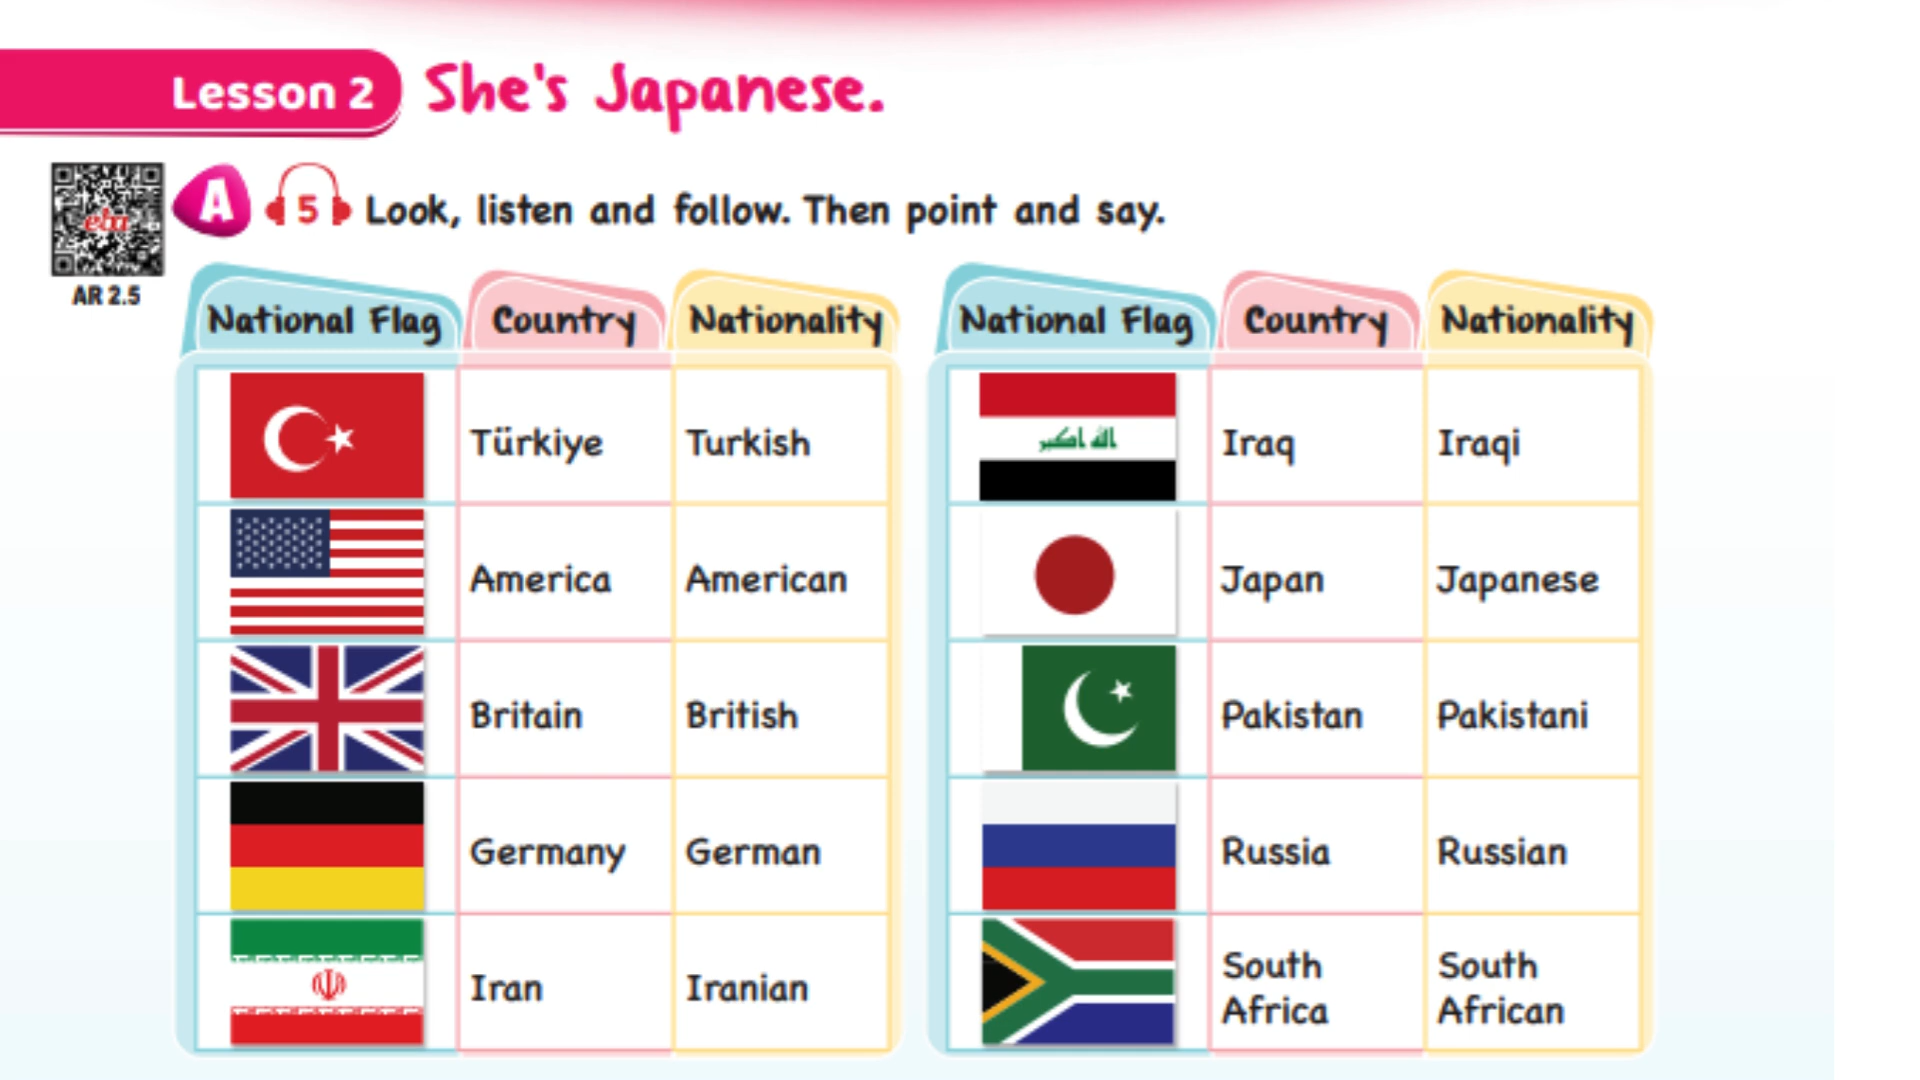 Lesson 2 She's Japanese.
eba
AR 2.5
A 5 Look, listen and follow. Then point and say.
National Flag Country Nationality
Türkiye Turkish
America American
Britain British
Germany German
Iran Iranian
National Flag Country Nationality
الله اكبر
Iraq Iraqi
Japan Japanese
Pakistan Pakistani
Russia Russian
South South
Africa African